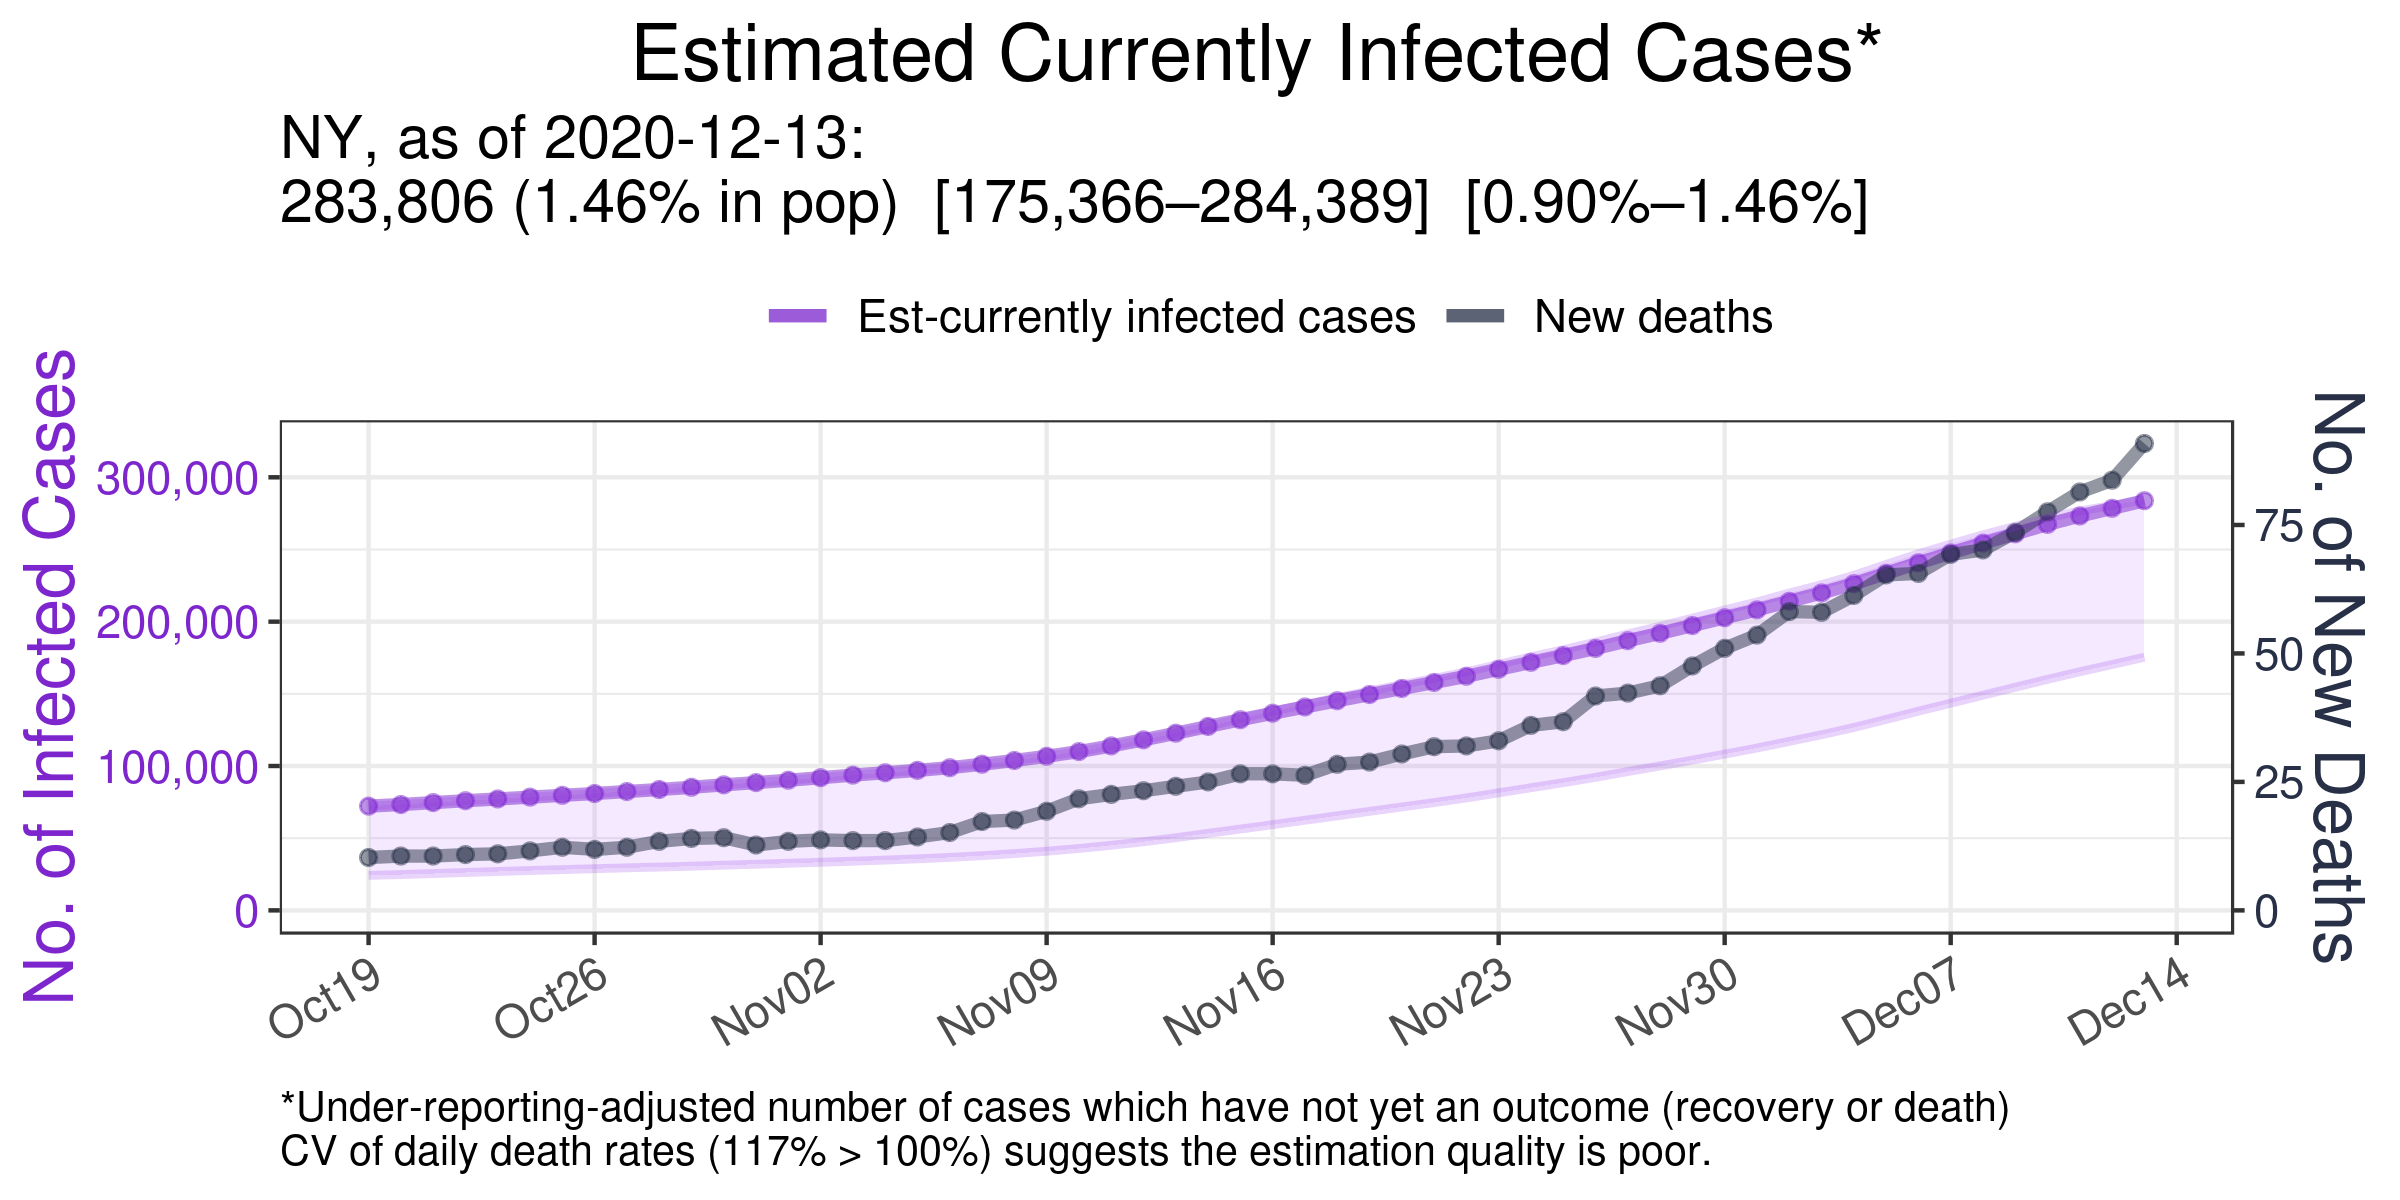 Estimated Currently Infected Cases*
NY, as of 2020-12-13:
283,806 (1.46% in pop)  [175,366–284,389]  [0.90%–1.46%]
Est-currently infected cases
New deaths
No. of Infected Cases
300,000
200,000
100,000
0
75
50
25
0
No. of New Deaths
Oct19
Oct26
Nov02
Nov09
Nov16
Nov23
Nov30
Dec07
Dec14
*Under-reporting-adjusted number of cases which have not yet an outcome (recovery or death)
CV of daily death rates (117% > 100%) suggests the estimation quality is poor.